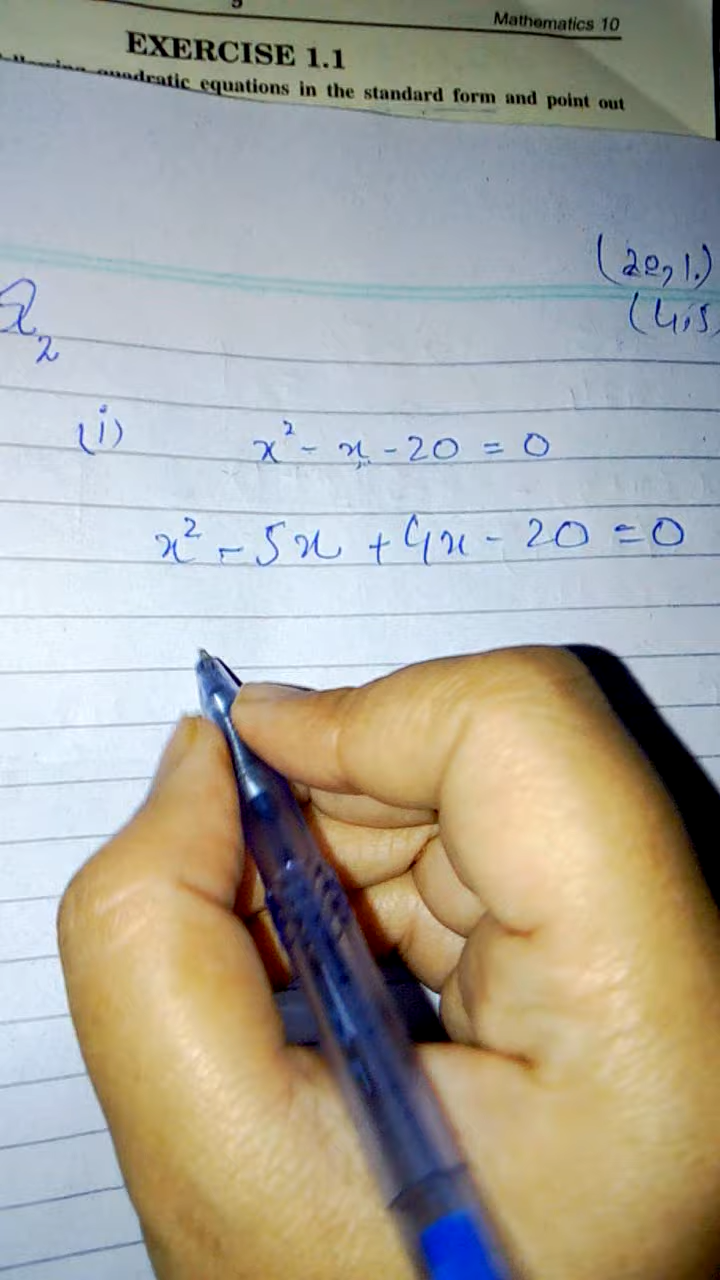 Mathematics 10
EXERCISE 1.1
quadratic equations in the standard form and point out
(20,1.)
(4,5
Q2
(i) x² - x - 20 = 0
x² - 5x + 4x - 20 = 0